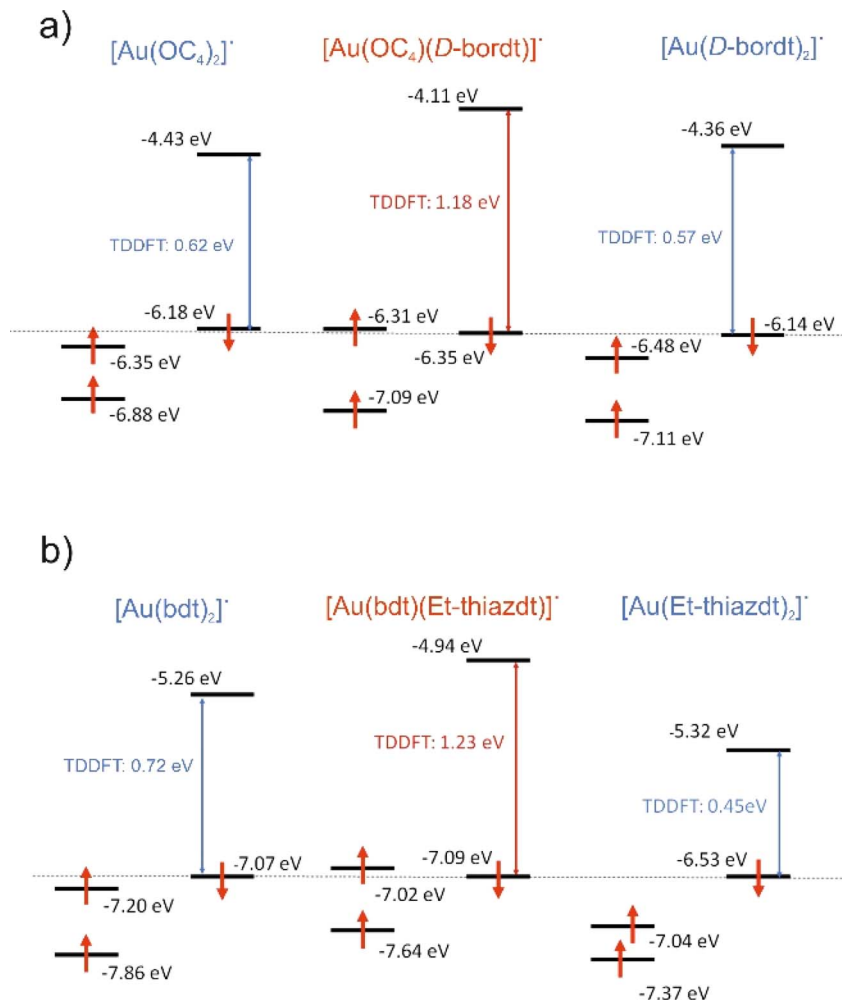 a)
[Au(OC₄)₂]˙ [Au(OC₄)(D-bordt)]˙ [Au(D-bordt)₂]˙
-4.11 eV
-4.43 eV -4.36 eV
TDDFT: 1.18 eV
TDDFT: 0.62 eV TDDFT: 0.57 eV
-6.18 eV -6.31 eV -6.14 eV
-6.35 eV -6.35 eV -6.48 eV
-6.88 eV -7.09 eV
-7.11 eV
b)
[Au(bdt)₂]˙ [Au(bdt)(Et-thiazdt)]˙ [Au(Et-thiazdt)₂]˙
-4.94 eV
-5.26 eV
-5.32 eV
TDDFT: 0.72 eV TDDFT: 1.23 eV
TDDFT: 0.45eV
-7.07 eV -7.09 eV -6.53 eV
-7.20 eV -7.02 eV
-7.64 eV -7.04 eV
-7.86 eV -7.37 eV